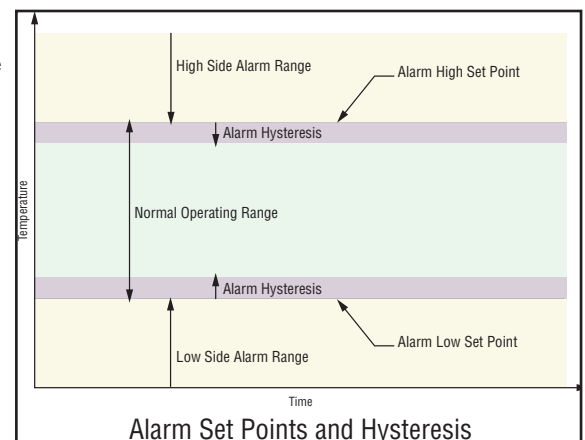 High Side Alarm Range
Alarm High Set Point
Alarm Hysteresis
Temperature
Normal Operating Range
Alarm Hysteresis
Alarm Low Set Point
Low Side Alarm Range
Time
Alarm Set Points and Hysteresis